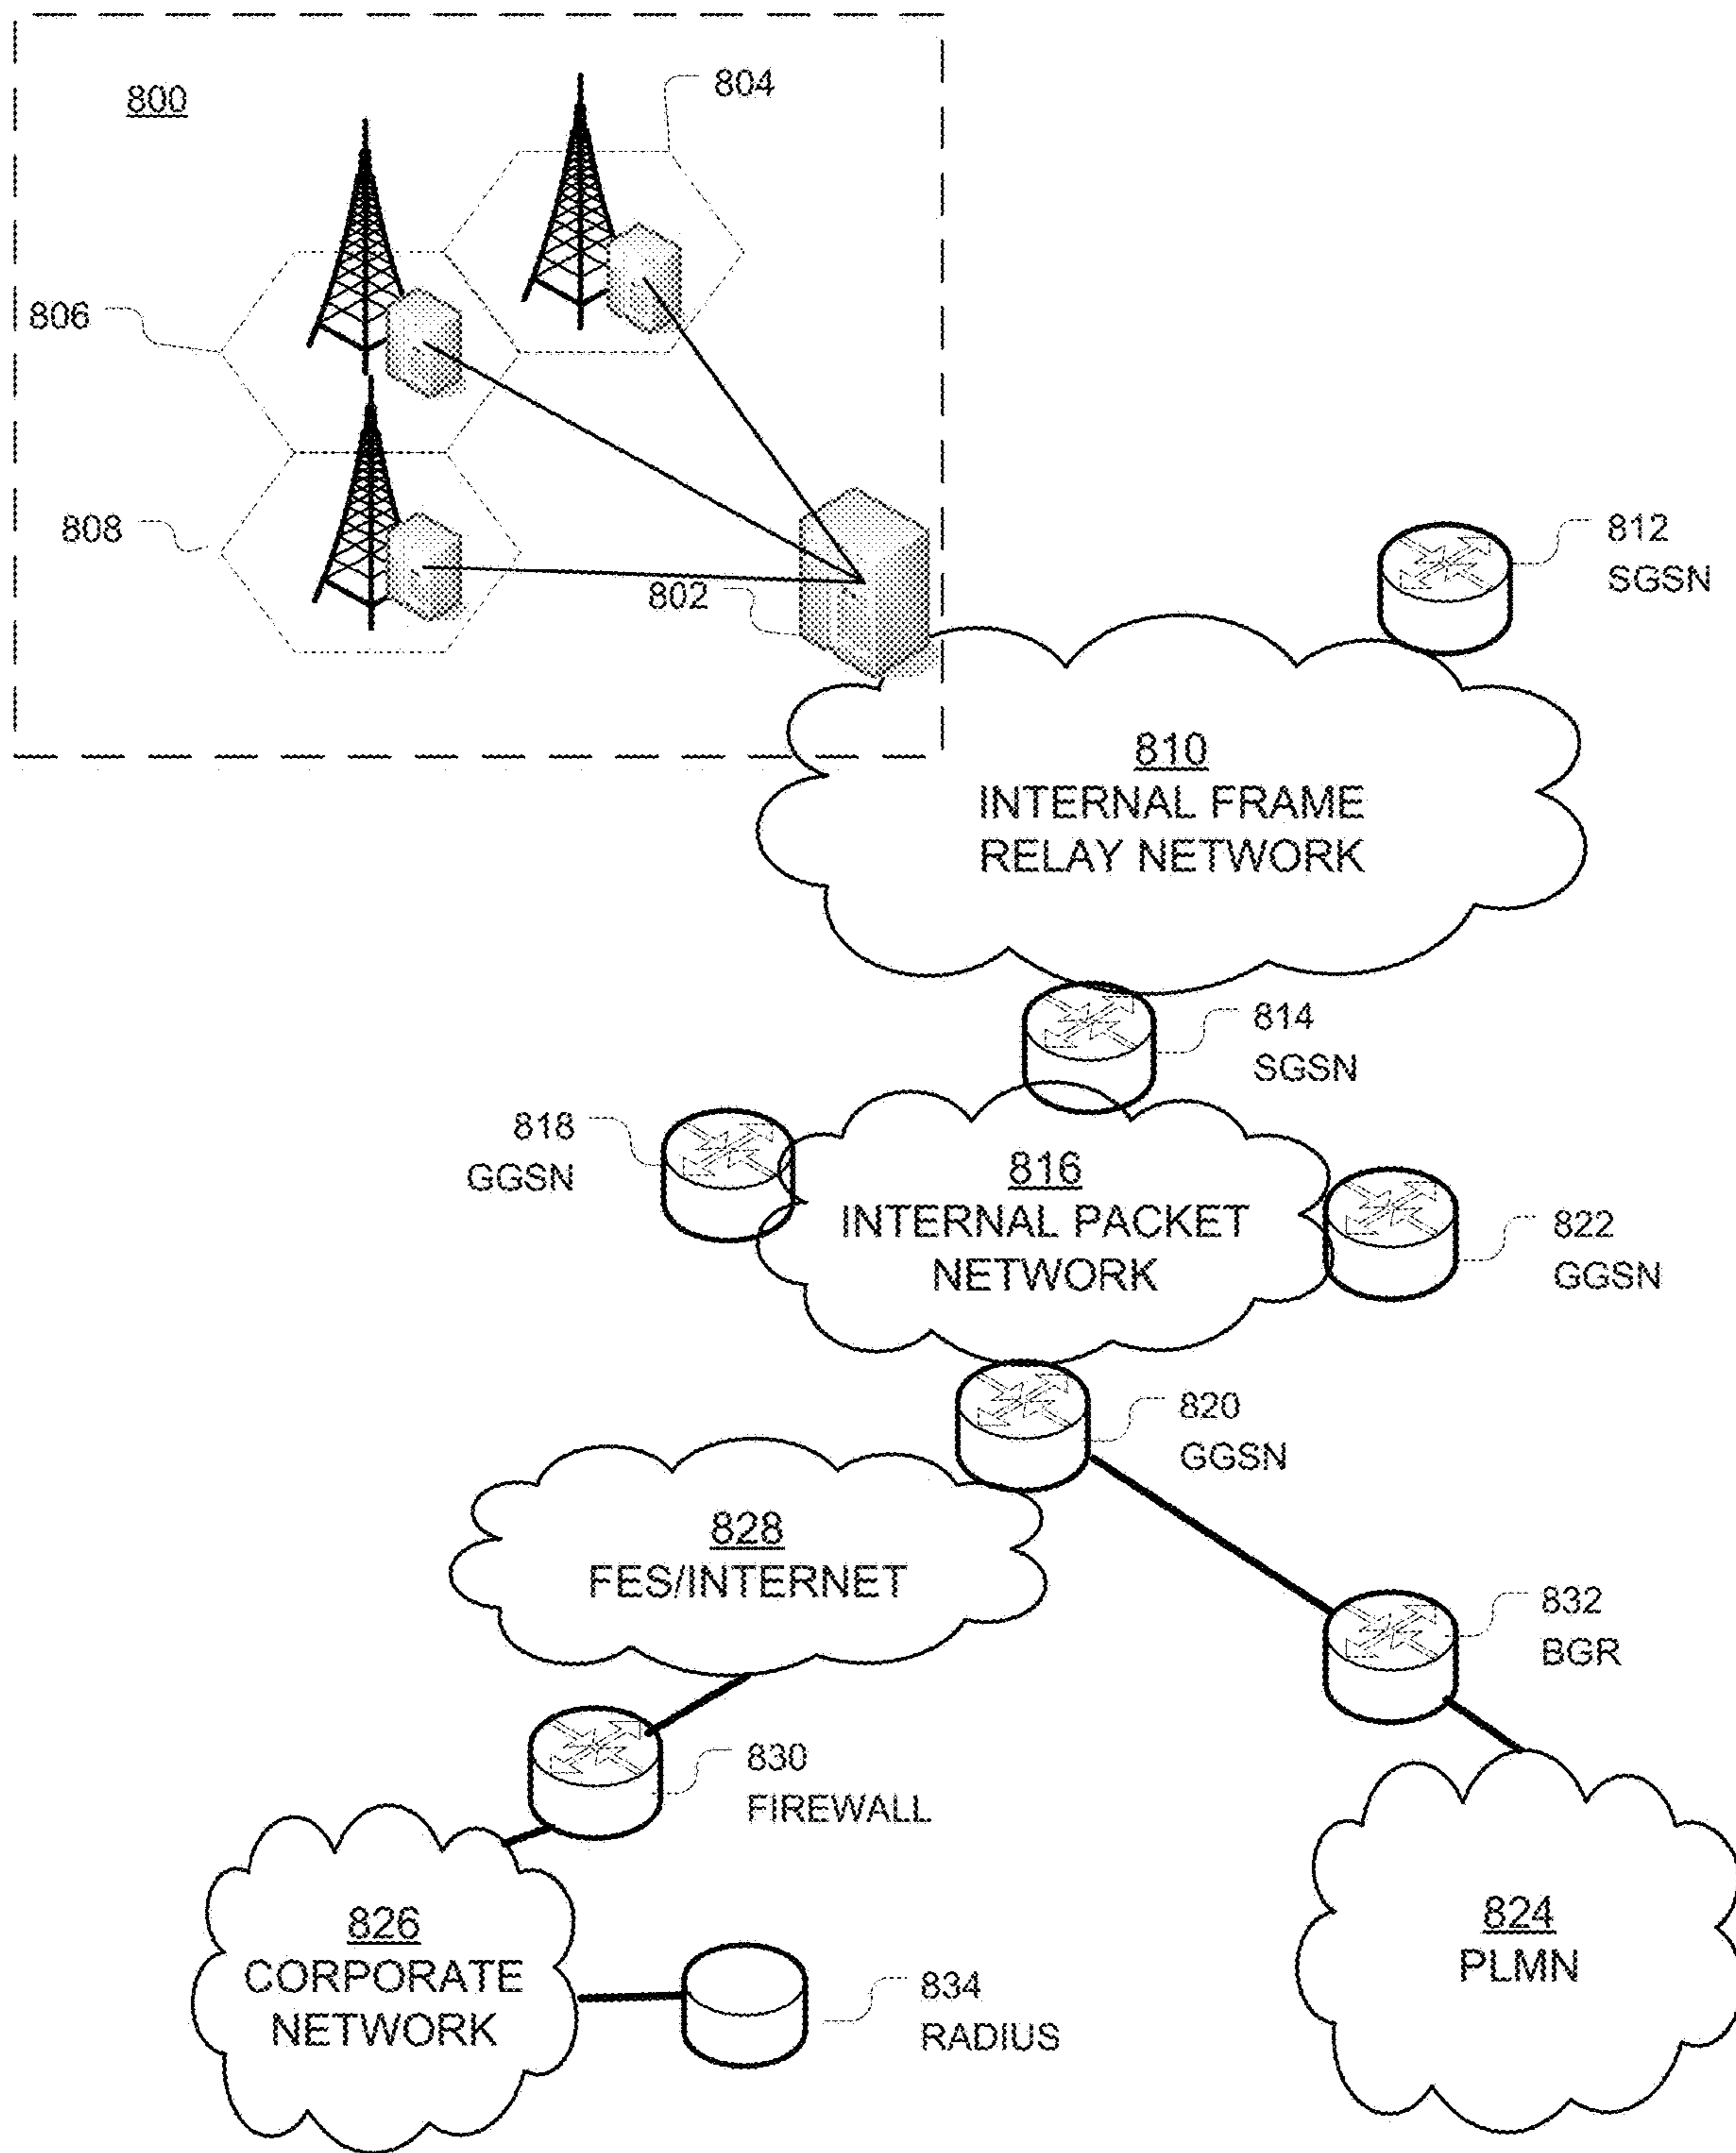 800
804
806
808
802
812
SGSN
810
INTERNAL FRAME
RELAY NETWORK
814
SGSN
818
GGSN
816
INTERNAL PACKET
NETWORK
822
GGSN
820
GGSN
828
FES/INTERNET
832
BGR
830
FIREWALL
826
CORPORATE
NETWORK
824
PLMN
834
RADIUS